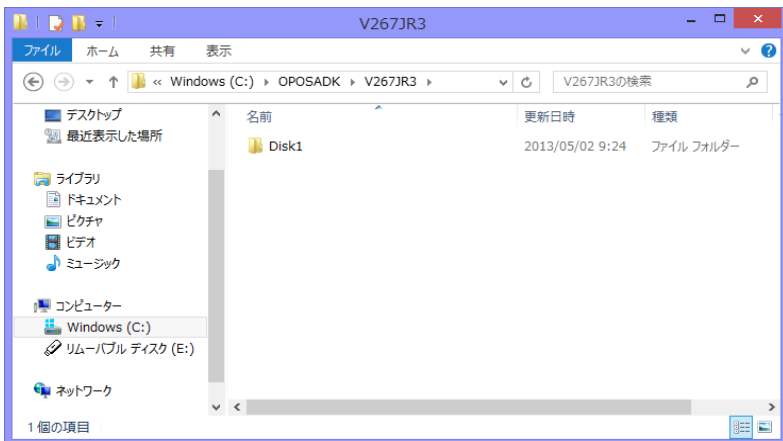 V267JR3
ファイル ホーム 共有 表示
« Windows (C:) ▸ OPOSADK ▸ V267JR3 ▸ V267JR3の検索
デスクトップ
最近表示した場所
ライブラリ
ドキュメント
ピクチャ
ビデオ
ミュージック
コンピューター
Windows (C:)
リムーバブル ディスク (E:)
ネットワーク
名前 更新日時 種類
Disk1 2013/05/02 9:24 ファイル フォルダー
1 個の項目